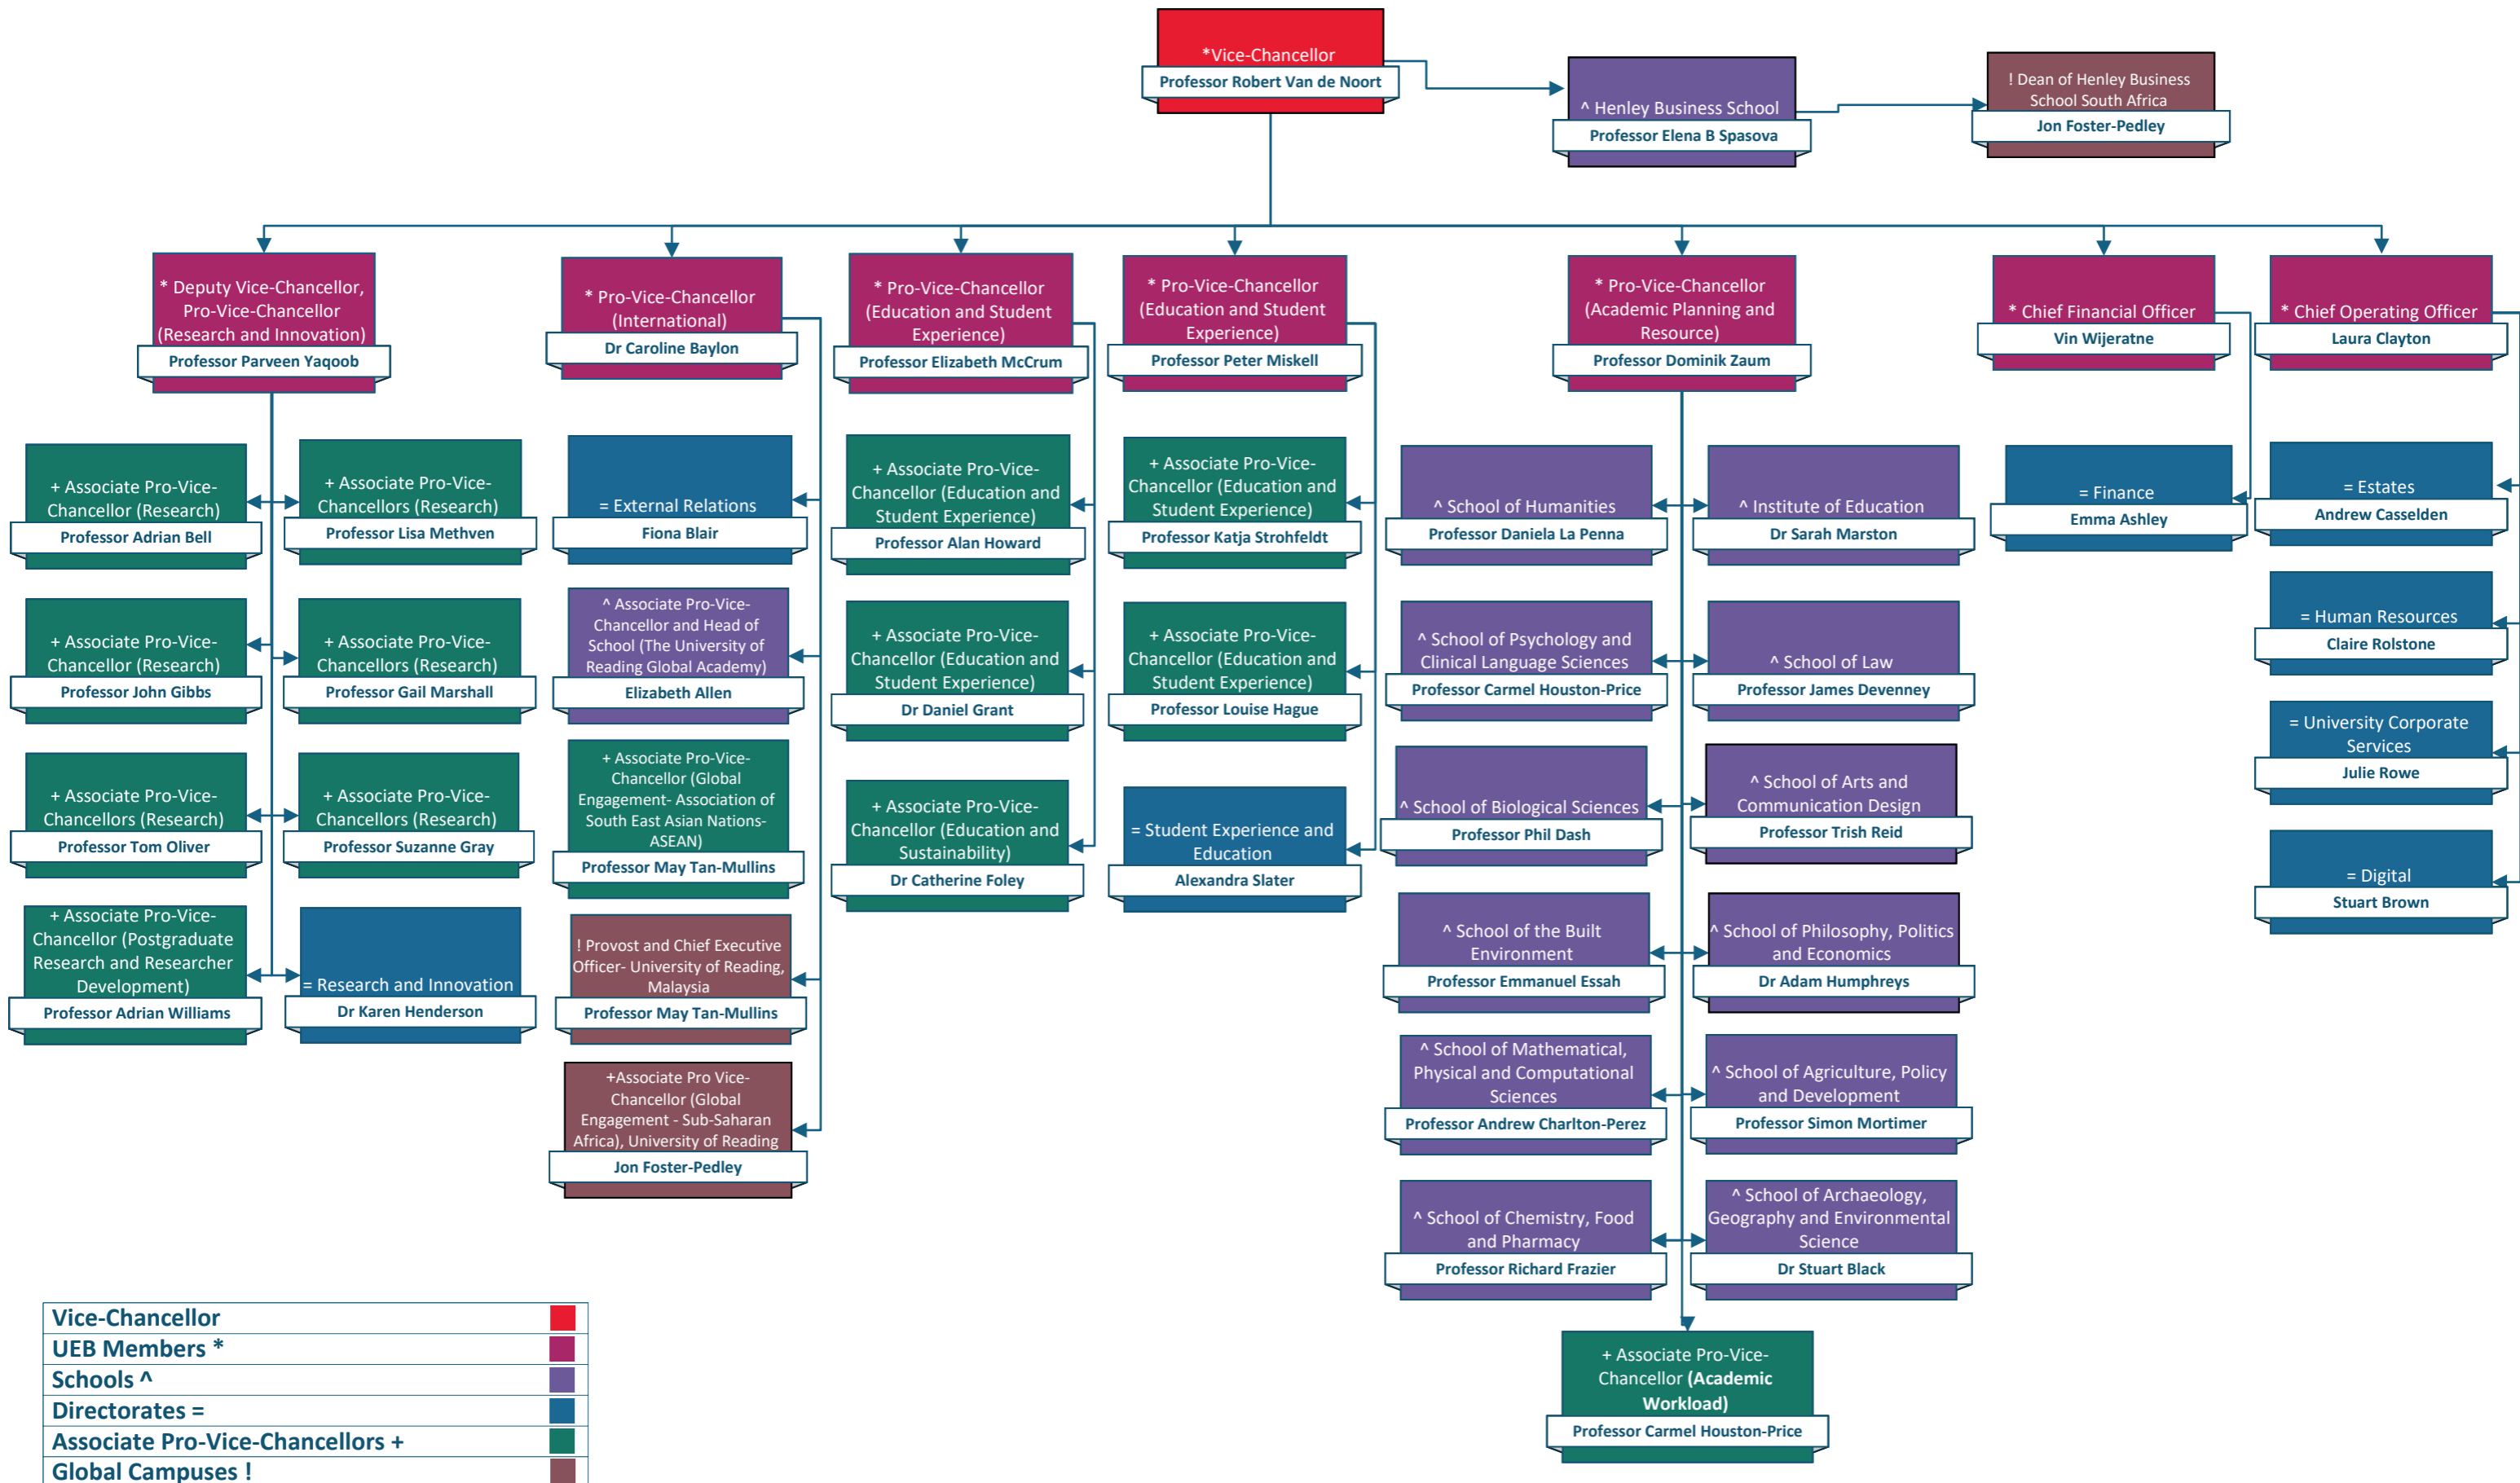 *Vice-Chancellor
Professor Robert Van de Noort
^ Henley Business School
Professor Elena B Spasova
! Dean of Henley Business
School South Africa
Jon Foster-Pedley
* Deputy Vice-Chancellor,
Pro-Vice-Chancellor
(Research and Innovation)
Professor Parveen Yaqoob
* Pro-Vice-Chancellor
(International)
Dr Caroline Baylon
* Pro-Vice-Chancellor
(Education and Student
Experience)
Professor Elizabeth McCrum
* Pro-Vice-Chancellor
(Education and Student
Experience)
Professor Peter Miskell
* Pro-Vice-Chancellor
(Academic Planning and
Resource)
Professor Dominik Zaum
* Chief Financial Officer
Vin Wijeratne
* Chief Operating Officer
Laura Clayton
+ Associate Pro-Vice-
Chancellor (Research)
Professor Adrian Bell
+ Associate Pro-Vice-
Chancellors (Research)
Professor Lisa Methven
+ Associate Pro-Vice-
Chancellor (Research)
Professor John Gibbs
+ Associate Pro-Vice-
Chancellors (Research)
Professor Gail Marshall
+ Associate Pro-Vice-
Chancellors (Research)
Professor Tom Oliver
+ Associate Pro-Vice-
Chancellors (Research)
Professor Suzanne Gray
+ Associate Pro-Vice-
Chancellor (Postgraduate
Research and Researcher
Development)
Professor Adrian Williams
= Research and Innovation
Dr Karen Henderson
= External Relations
Fiona Blair
^ Associate Pro-Vice-
Chancellor and Head of
School (The University of
Reading Global Academy)
Elizabeth Allen
+ Associate Pro-Vice-
Chancellor (Global
Engagement- Association of
South East Asian Nations-
ASEAN)
Professor May Tan-Mullins
! Provost and Chief Executive
Officer- University of Reading,
Malaysia
Professor May Tan-Mullins
+Associate Pro Vice-
Chancellor (Global
Engagement - Sub-Saharan
Africa), University of Reading
Jon Foster-Pedley
+ Associate Pro-Vice-
Chancellor (Education and
Student Experience)
Professor Alan Howard
+ Associate Pro-Vice-
Chancellor (Education and
Student Experience)
Dr Daniel Grant
+ Associate Pro-Vice-
Chancellor (Education and
Sustainability)
Dr Catherine Foley
+ Associate Pro-Vice-
Chancellor (Education and
Student Experience)
Professor Katja Strohfeldt
+ Associate Pro-Vice-
Chancellor (Education and
Student Experience)
Professor Louise Hague
= Student Experience and
Education
Alexandra Slater
^ School of Humanities
Professor Daniela La Penna
^ Institute of Education
Dr Sarah Marston
^ School of Psychology and
Clinical Language Sciences
Professor Carmel Houston-Price
^ School of Law
Professor James Devenney
^ School of Biological Sciences
Professor Phil Dash
^ School of Arts and
Communication Design
Professor Trish Reid
^ School of the Built
Environment
Professor Emmanuel Essah
^ School of Philosophy, Politics
and Economics
Dr Adam Humphreys
^ School of Mathematical,
Physical and Computational
Sciences
Professor Andrew Charlton-Perez
^ School of Agriculture, Policy
and Development
Professor Simon Mortimer
^ School of Chemistry, Food
and Pharmacy
Professor Richard Frazier
^ School of Archaeology,
Geography and Environmental
Science
Dr Stuart Black
+ Associate Pro-Vice-
Chancellor (Academic
Workload)
Professor Carmel Houston-Price
= Finance
Emma Ashley
= Estates
Andrew Casselden
= Human Resources
Claire Rolstone
= University Corporate
Services
Julie Rowe
= Digital
Stuart Brown
Vice-Chancellor
UEB Members *
Schools ^
Directorates =
Associate Pro-Vice-Chancellors +
Global Campuses !